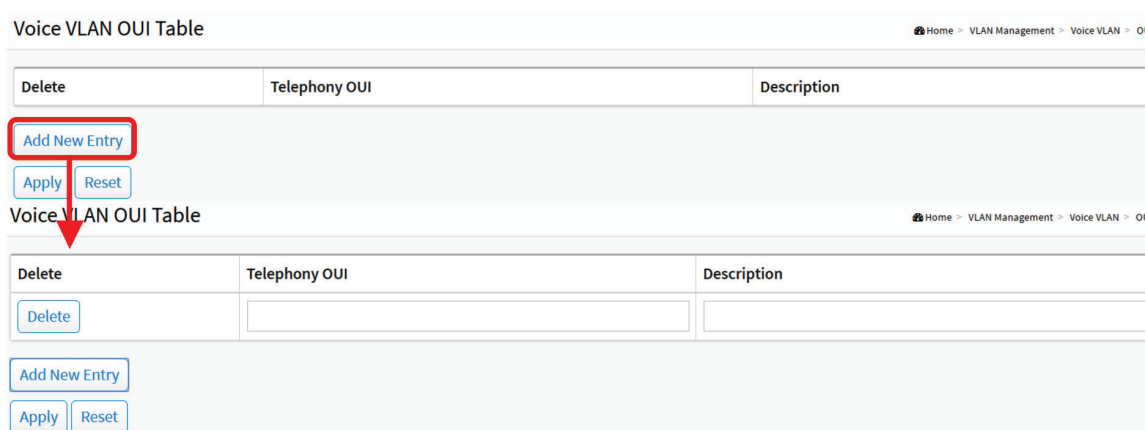 Voice VLAN OUI Table
Home > VLAN Management > Voice VLAN >
Delete Telephony OUI Description
Add New Entry
Apply Reset
Voice VLAN OUI Table
Home > VLAN Management > Voice VLAN >
Delete Telephony OUI Description
Delete
Add New Entry
Apply Reset